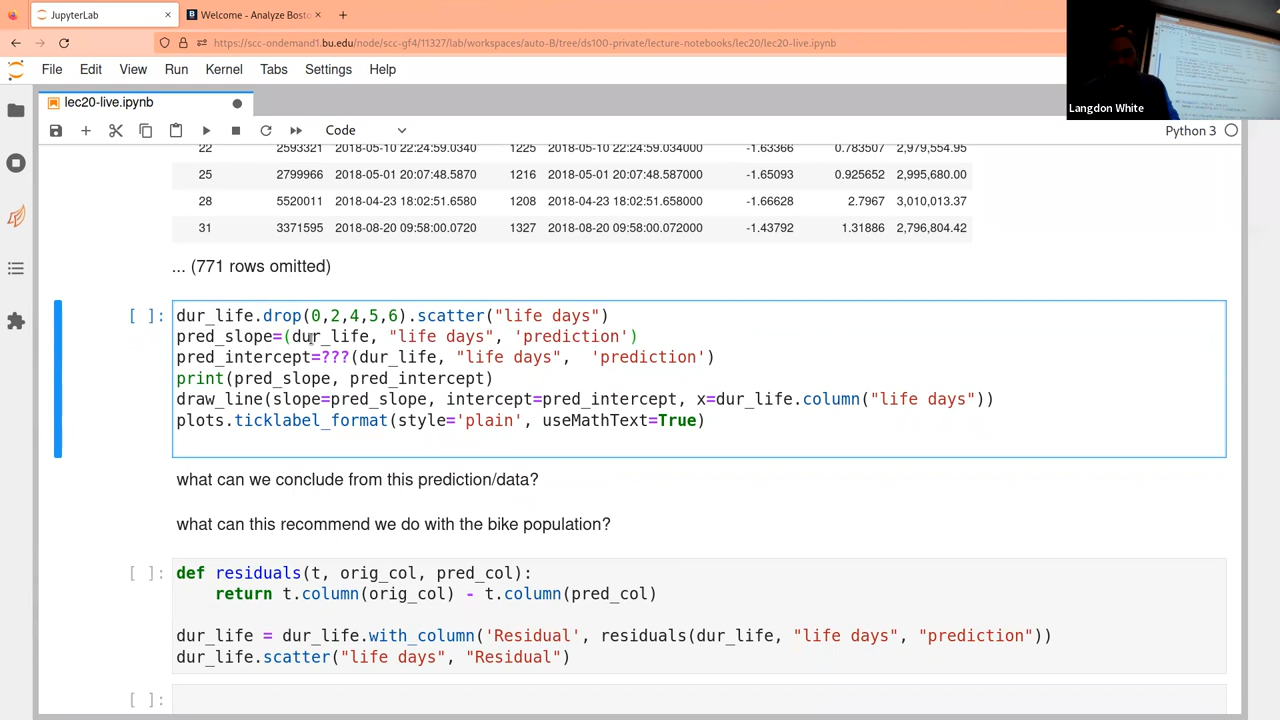 JupyterLab
Welcome - Analyze Bosto
https://scc-ondemand1.bu.edu/node/scc-gf4/11327/lab/workspaces/auto-B/tree/ds100-private/lecture-notebooks/lec20/lec20-live.ipynb
File Edit View Run Kernel Tabs Settings Help
Langdon White
lec20-live.ipynb
Code
Python 3
22 2593321 2018-05-10 22:24:59.0340 1225 2018-05-10 22:24:59.034000 -1.63366 0.783507 2,979,554.95
25 2799966 2018-05-01 20:07:48.5870 1216 2018-05-01 20:07:48.587000 -1.65093 0.925652 2,995,680.00
28 5520011 2018-04-23 18:02:51.6580 1208 2018-04-23 18:02:51.658000 -1.66628 2.7967 3,010,013.37
31 3371595 2018-08-20 09:58:00.0720 1327 2018-08-20 09:58:00.072000 -1.43792 1.31886 2,796,804.42
... (771 rows omitted)
[ ]: dur_life.drop(0,2,4,5,6).scatter("life days")
pred_slope=(dur_life, "life days", 'prediction')
pred_intercept=???(dur_life, "life days",  'prediction')
print(pred_slope, pred_intercept)
draw_line(slope=pred_slope, intercept=pred_intercept, x=dur_life.column("life days"))
plots.ticklabel_format(style='plain', useMathText=True)
what can we conclude from this prediction/data?
what can this recommend we do with the bike population?
[ ]: def residuals(t, orig_col, pred_col):
    return t.column(orig_col) - t.column(pred_col)
dur_life = dur_life.with_column('Residual', residuals(dur_life, "life days", "prediction"))
dur_life.scatter("life days", "Residual")
[ ]: